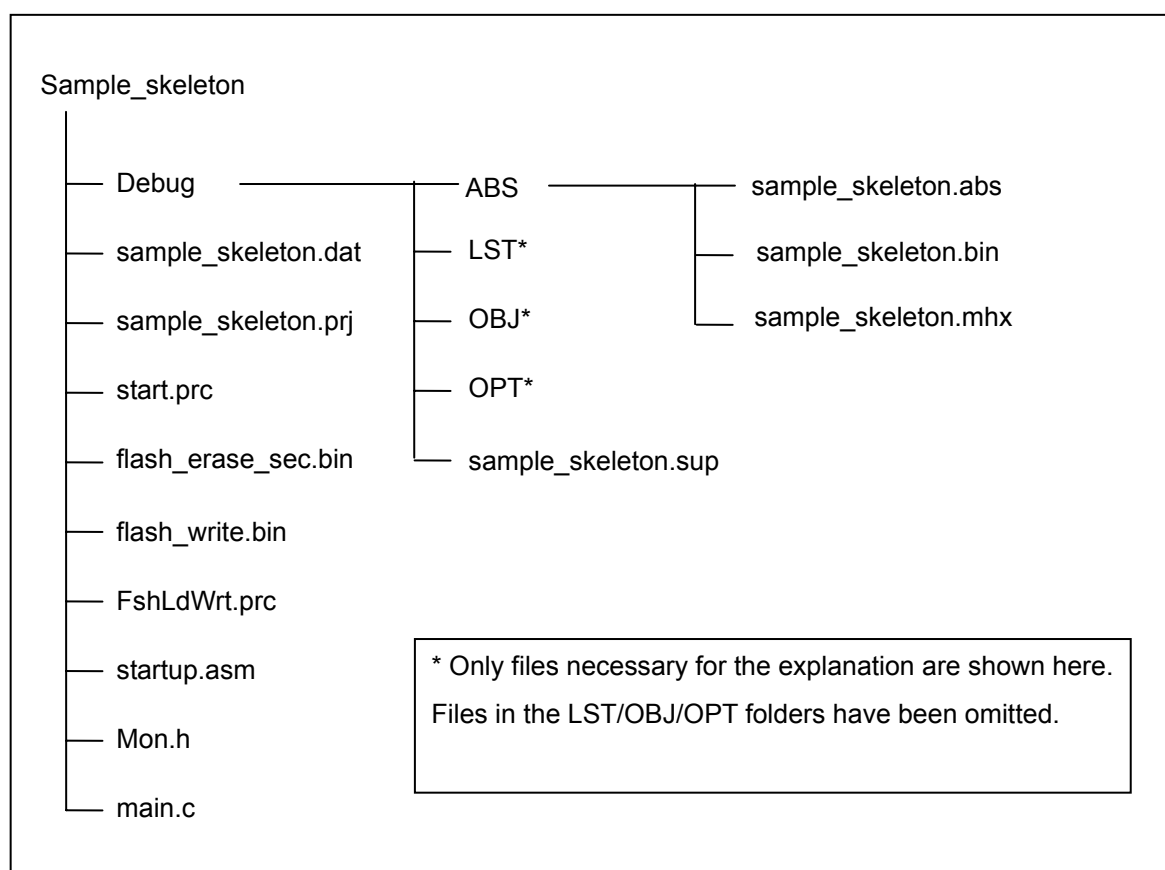 Sample_skeleton
Debug
ABS
sample_skeleton.abs
sample_skeleton.dat
LST*
sample_skeleton.bin
sample_skeleton.prj
OBJ*
sample_skeleton.mhx
start.prc
OPT*
flash_erase_sec.bin
sample_skeleton.sup
flash_write.bin
FshLdWrt.prc
startup.asm
Mon.h
main.c
* Only files necessary for the explanation are shown here.
Files in the LST/OBJ/OPT folders have been omitted.